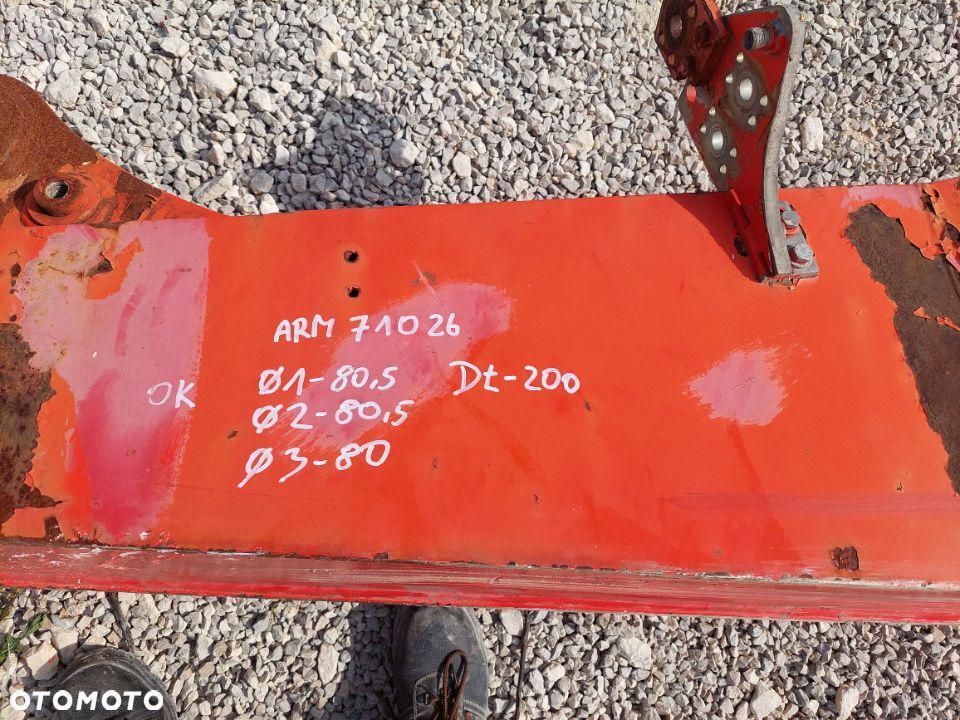 ARM 71026
OK Ø1-80,5 Dt-200
Ø2-80,5
Ø3-80
OTOMOTO